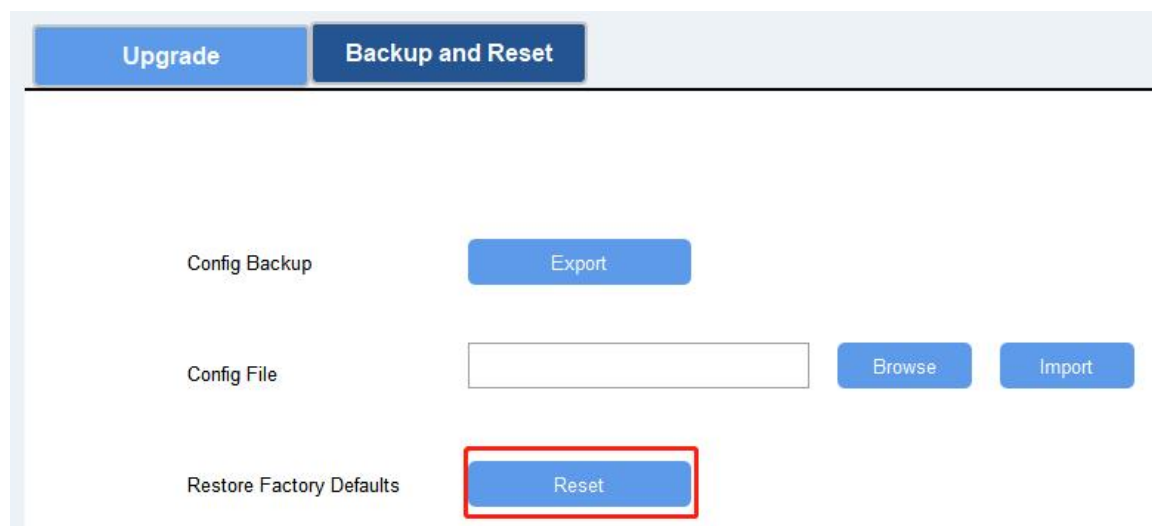 Upgrade
Backup and Reset
Config Backup
Export
Config File
Browse
Import
Restore Factory Defaults
Reset